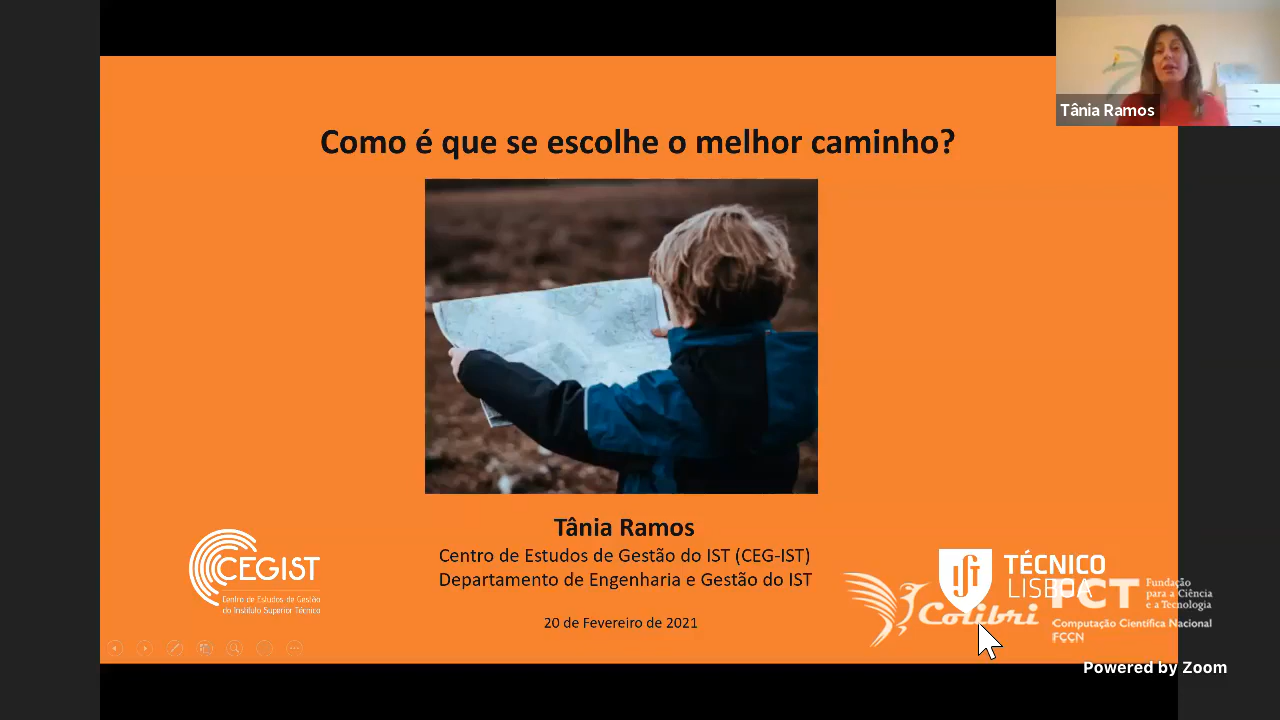 Tânia Ramos
Como é que se escolhe o melhor caminho?
Tânia Ramos
Centro de Estudos de Gestão do IST (CEG-IST)
Departamento de Engenharia e Gestão do IST
20 de Fevereiro de 2021
CEGIST
Centro de Estudos de Gestão
do Instituto Superior Técnico
TÉCNICO
LISBOA
Colibri
FCT
Fundação
para a Ciência
e a Tecnologia
Computação Científica Nacional
FCCN
Powered by Zoom